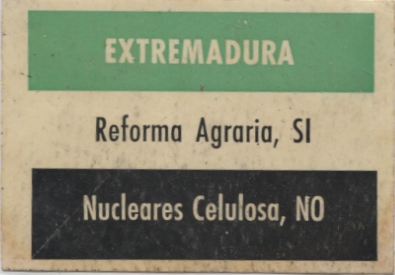 EXTREMADURA
Reforma Agraria, SI
Nucleares Celulosa, NO